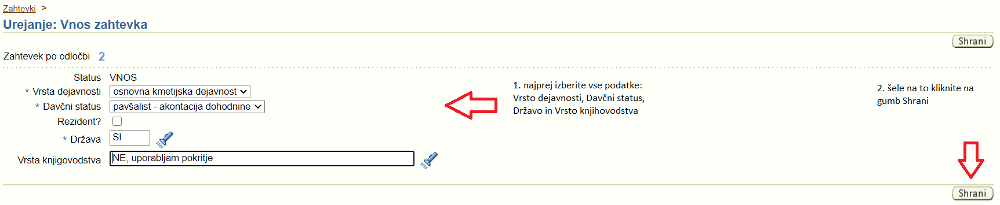 Zahtevki >
Urejanje: Vnos zahtevka
Shrani
Zahtevek po odločbi 2
Status VNOS
* Vrsta dejavnosti osnovna kmetijska dejavnost
* Davčni status pavšalist - akontacija dohodnine
Rezident?
* Država SI
Vrsta knjigovodstva NE, uporabljam pokritje
1. najprej izberite vse podatke:
Vrsto dejavnosti, Davčni status,
Državo in Vrsto knjihovodstva
2. šele na to kliknite na
gumb Shrani
Shrani